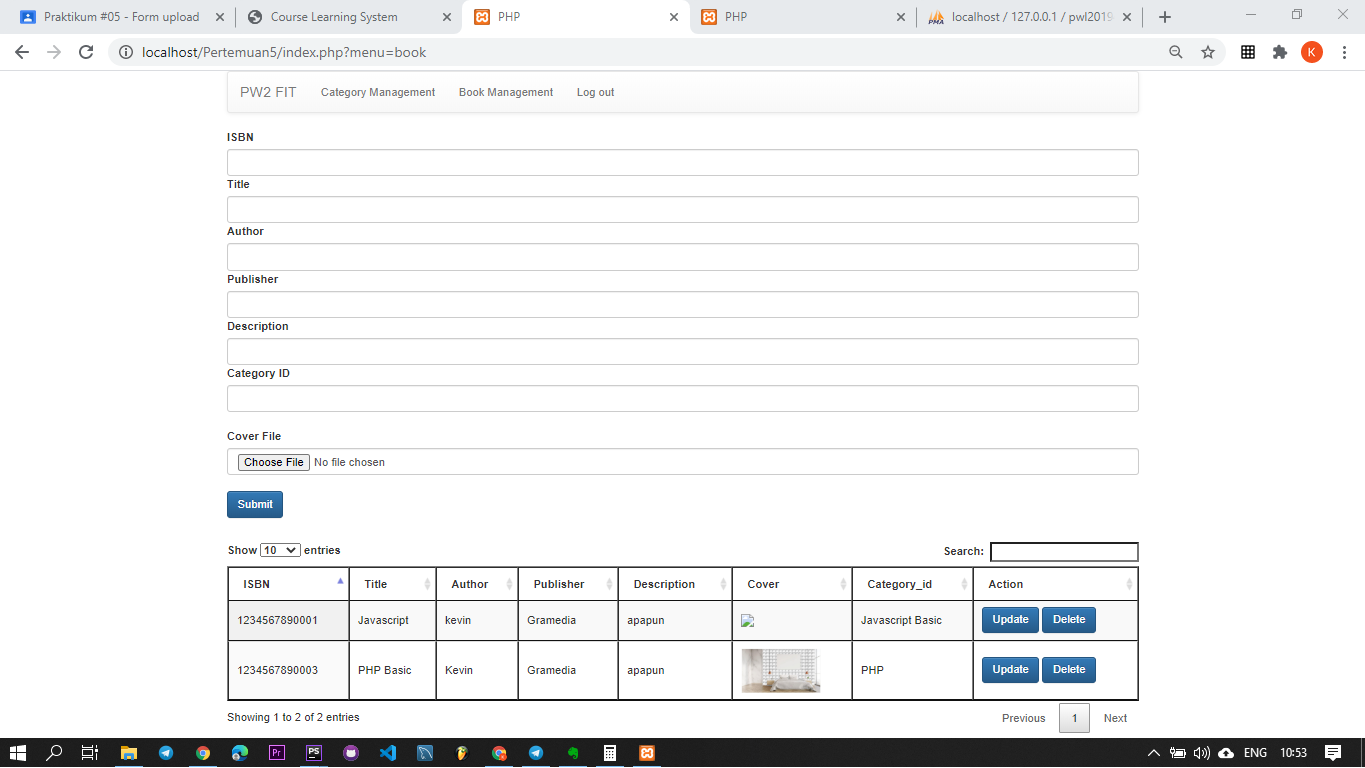 Praktikum #05 - Form upload
Course Learning System
PHP
PHP
localhost / 127.0.0.1 / pwl2019
localhost/Pertemuan5/index.php?menu=book
K
PW2 FIT Category Management Book Management Log out
ISBN
Title
Author
Publisher
Description
Category ID
Cover File
Choose File No file chosen
Submit
Show 10 entries Search:
ISBN Title Author Publisher Description Cover Category_id Action
1234567890001 Javascript kevin Gramedia apapun Javascript Basic Update Delete
1234567890003 PHP Basic Kevin Gramedia apapun PHP Update Delete
Showing 1 to 2 of 2 entries Previous 1 Next
Pr PS ENG 10:53